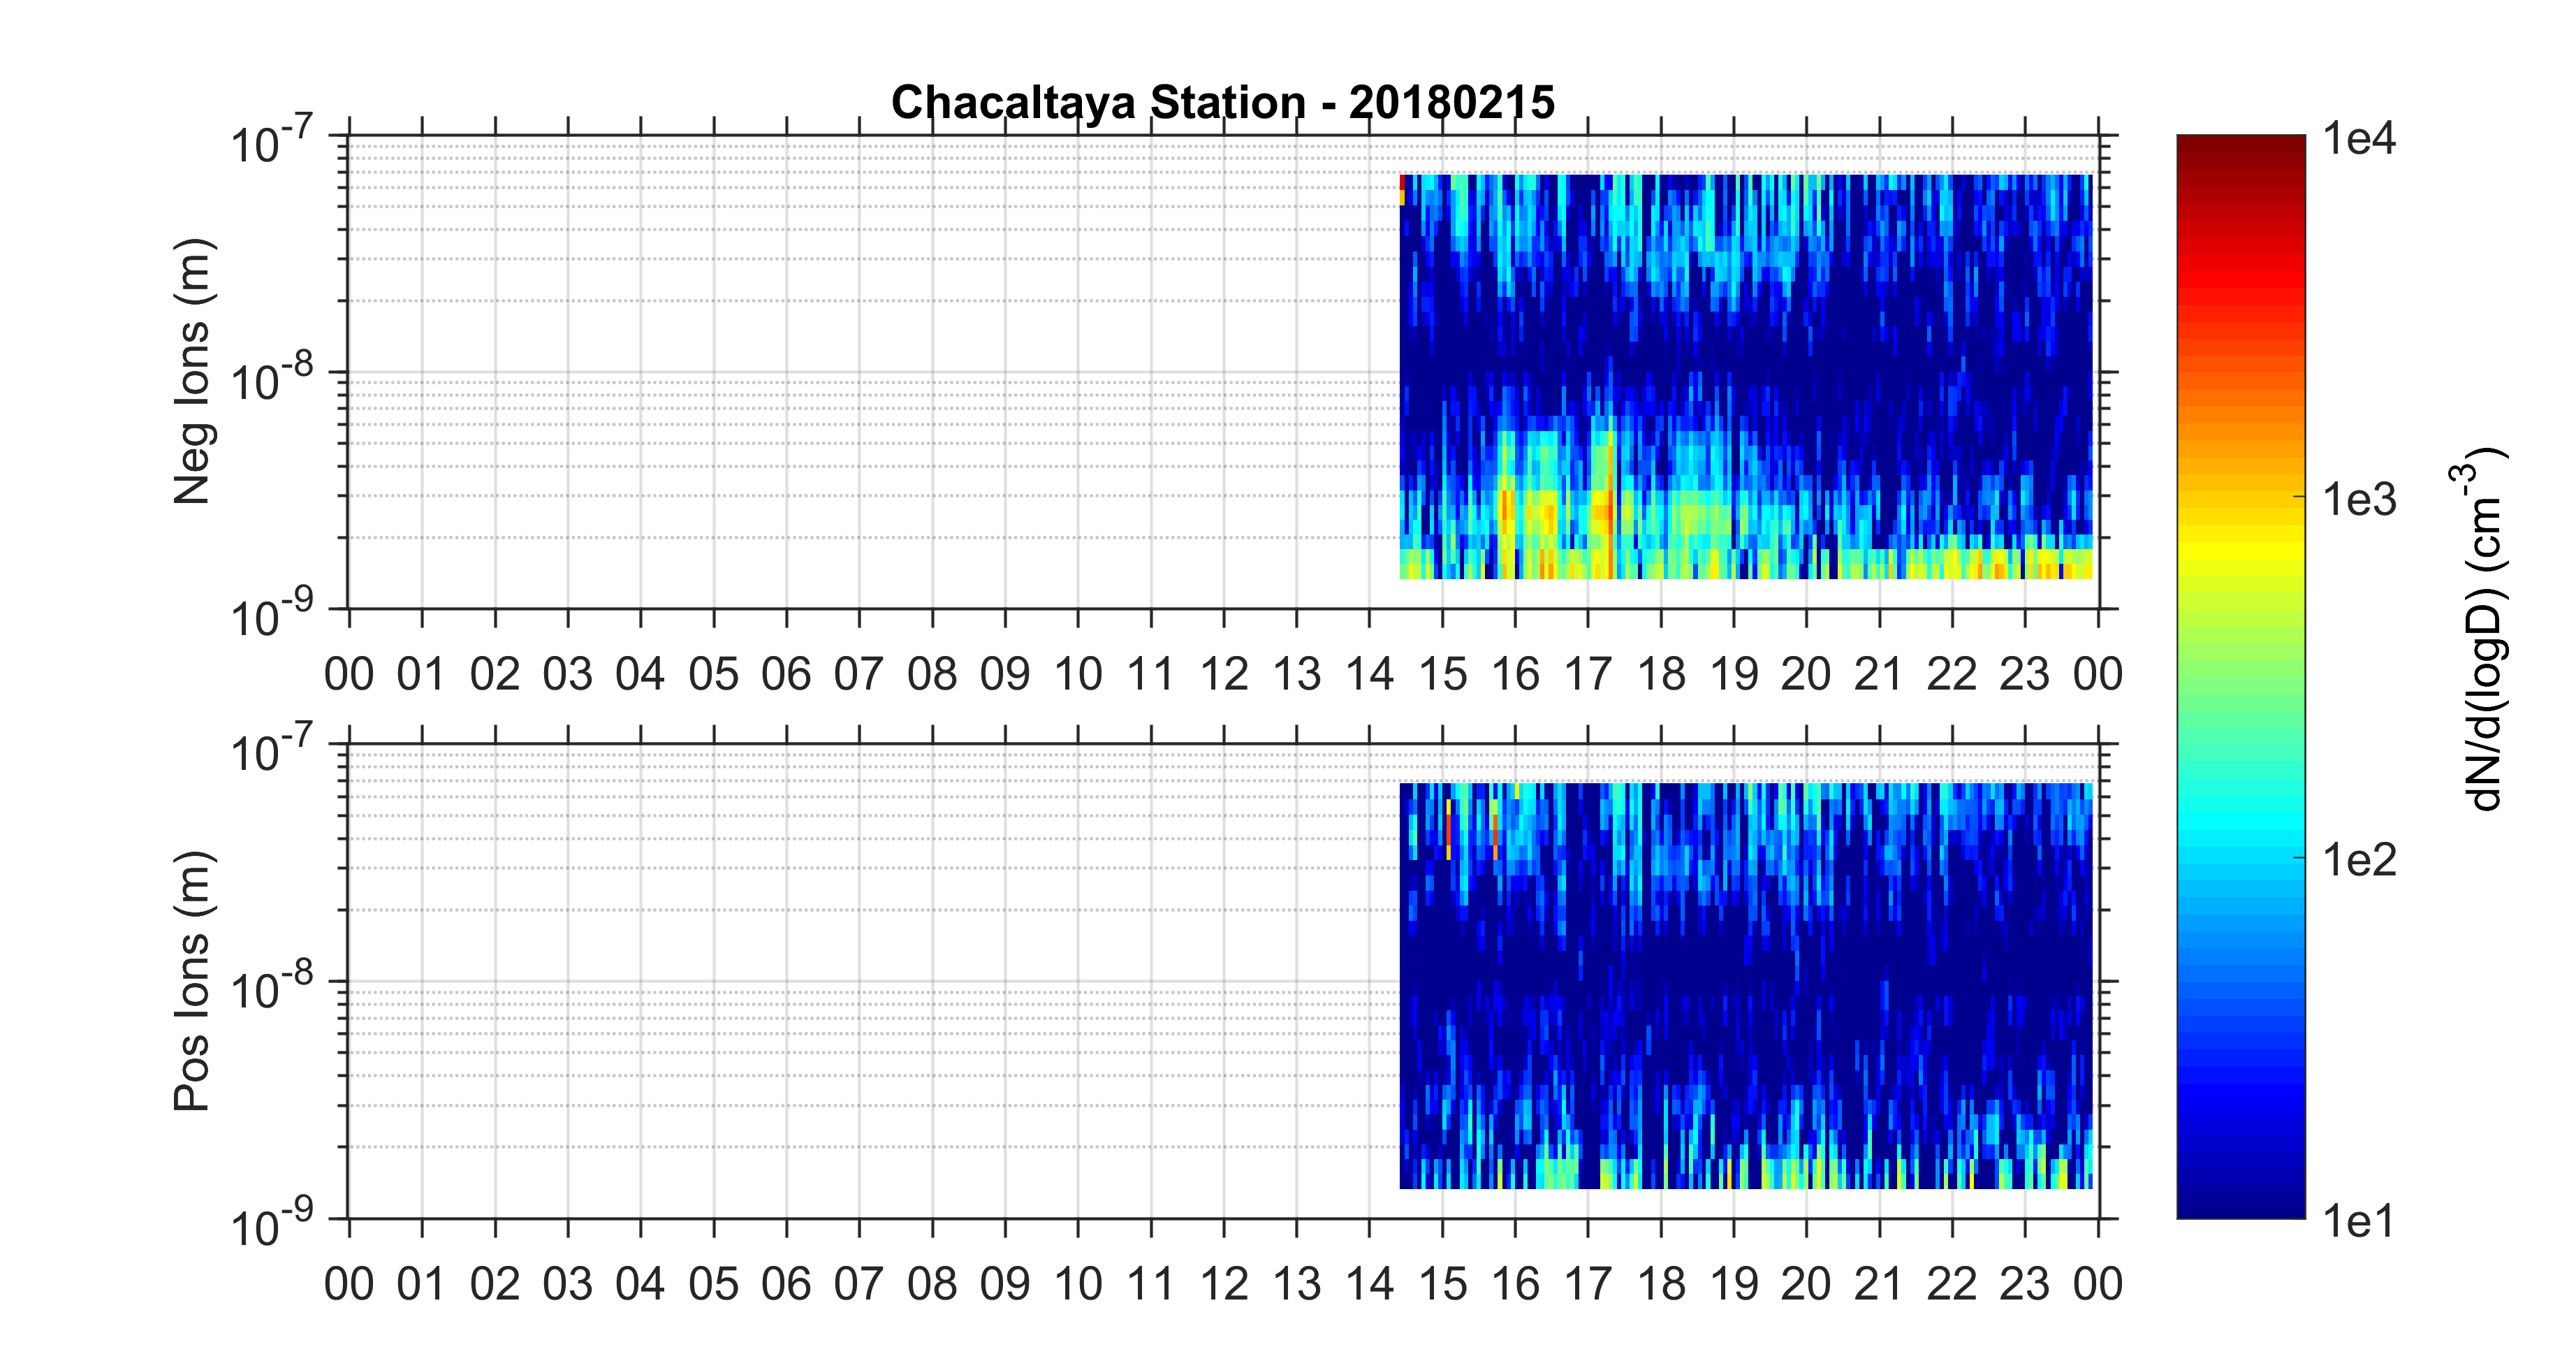 Chacaltaya Station - 20180215
Neg Ions (m)
10-7
10-8
10-9
00 01 02 03 04 05 06 07 08 09 10 11 12 13 14 15 16 17 18 19 20 21 22 23 00
Pos Ions (m)
10-7
10-8
10-9
00 01 02 03 04 05 06 07 08 09 10 11 12 13 14 15 16 17 18 19 20 21 22 23 00
1e4
1e3
1e2
1e1
dN/d(logD) (cm-3)